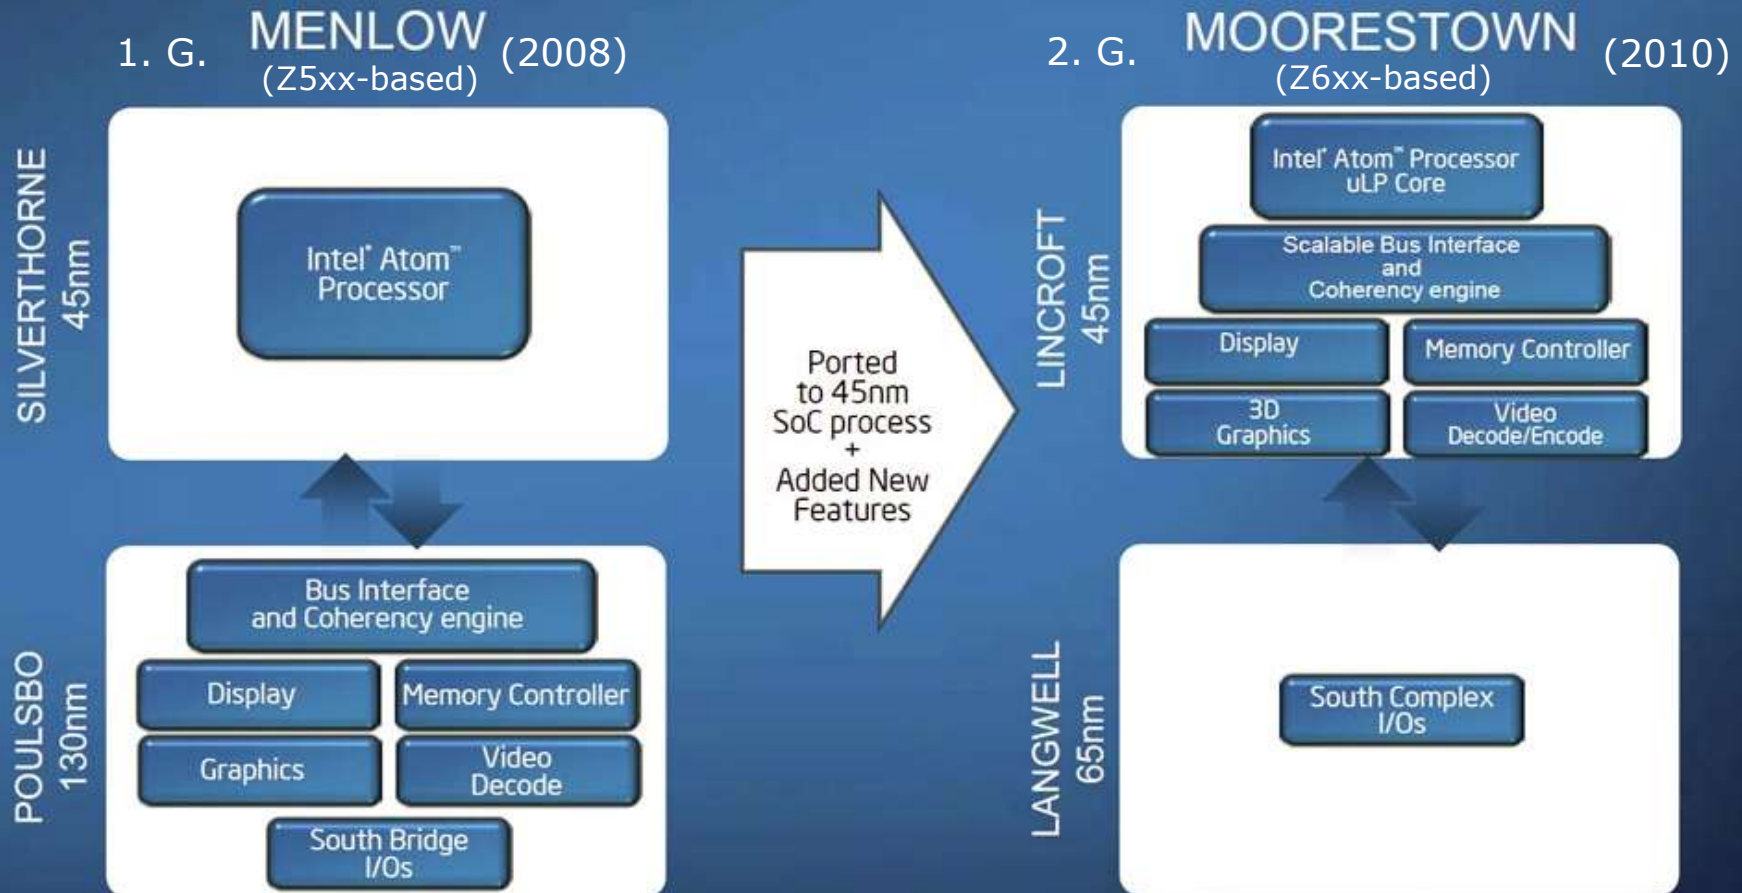 1. G. MENLOW (2008)
(Z5xx-based)
SILVERTHORNE
45nm
Intel® Atom™
Processor
POULSBO
130nm
Bus Interface
and Coherency engine
Display
Memory Controller
Graphics
Video
Decode
South Bridge
I/Os
Ported
to 45nm
SoC process
+
Added New
Features
2. G. MOORESTOWN (2010)
(Z6xx-based)
LINCROFT
45nm
Intel® Atom™ Processor
uLP Core
Scalable Bus Interface
and
Coherency engine
Display
Memory Controller
3D
Graphics
Video
Decode/Encode
LANGWELL
65nm
South Complex
I/Os